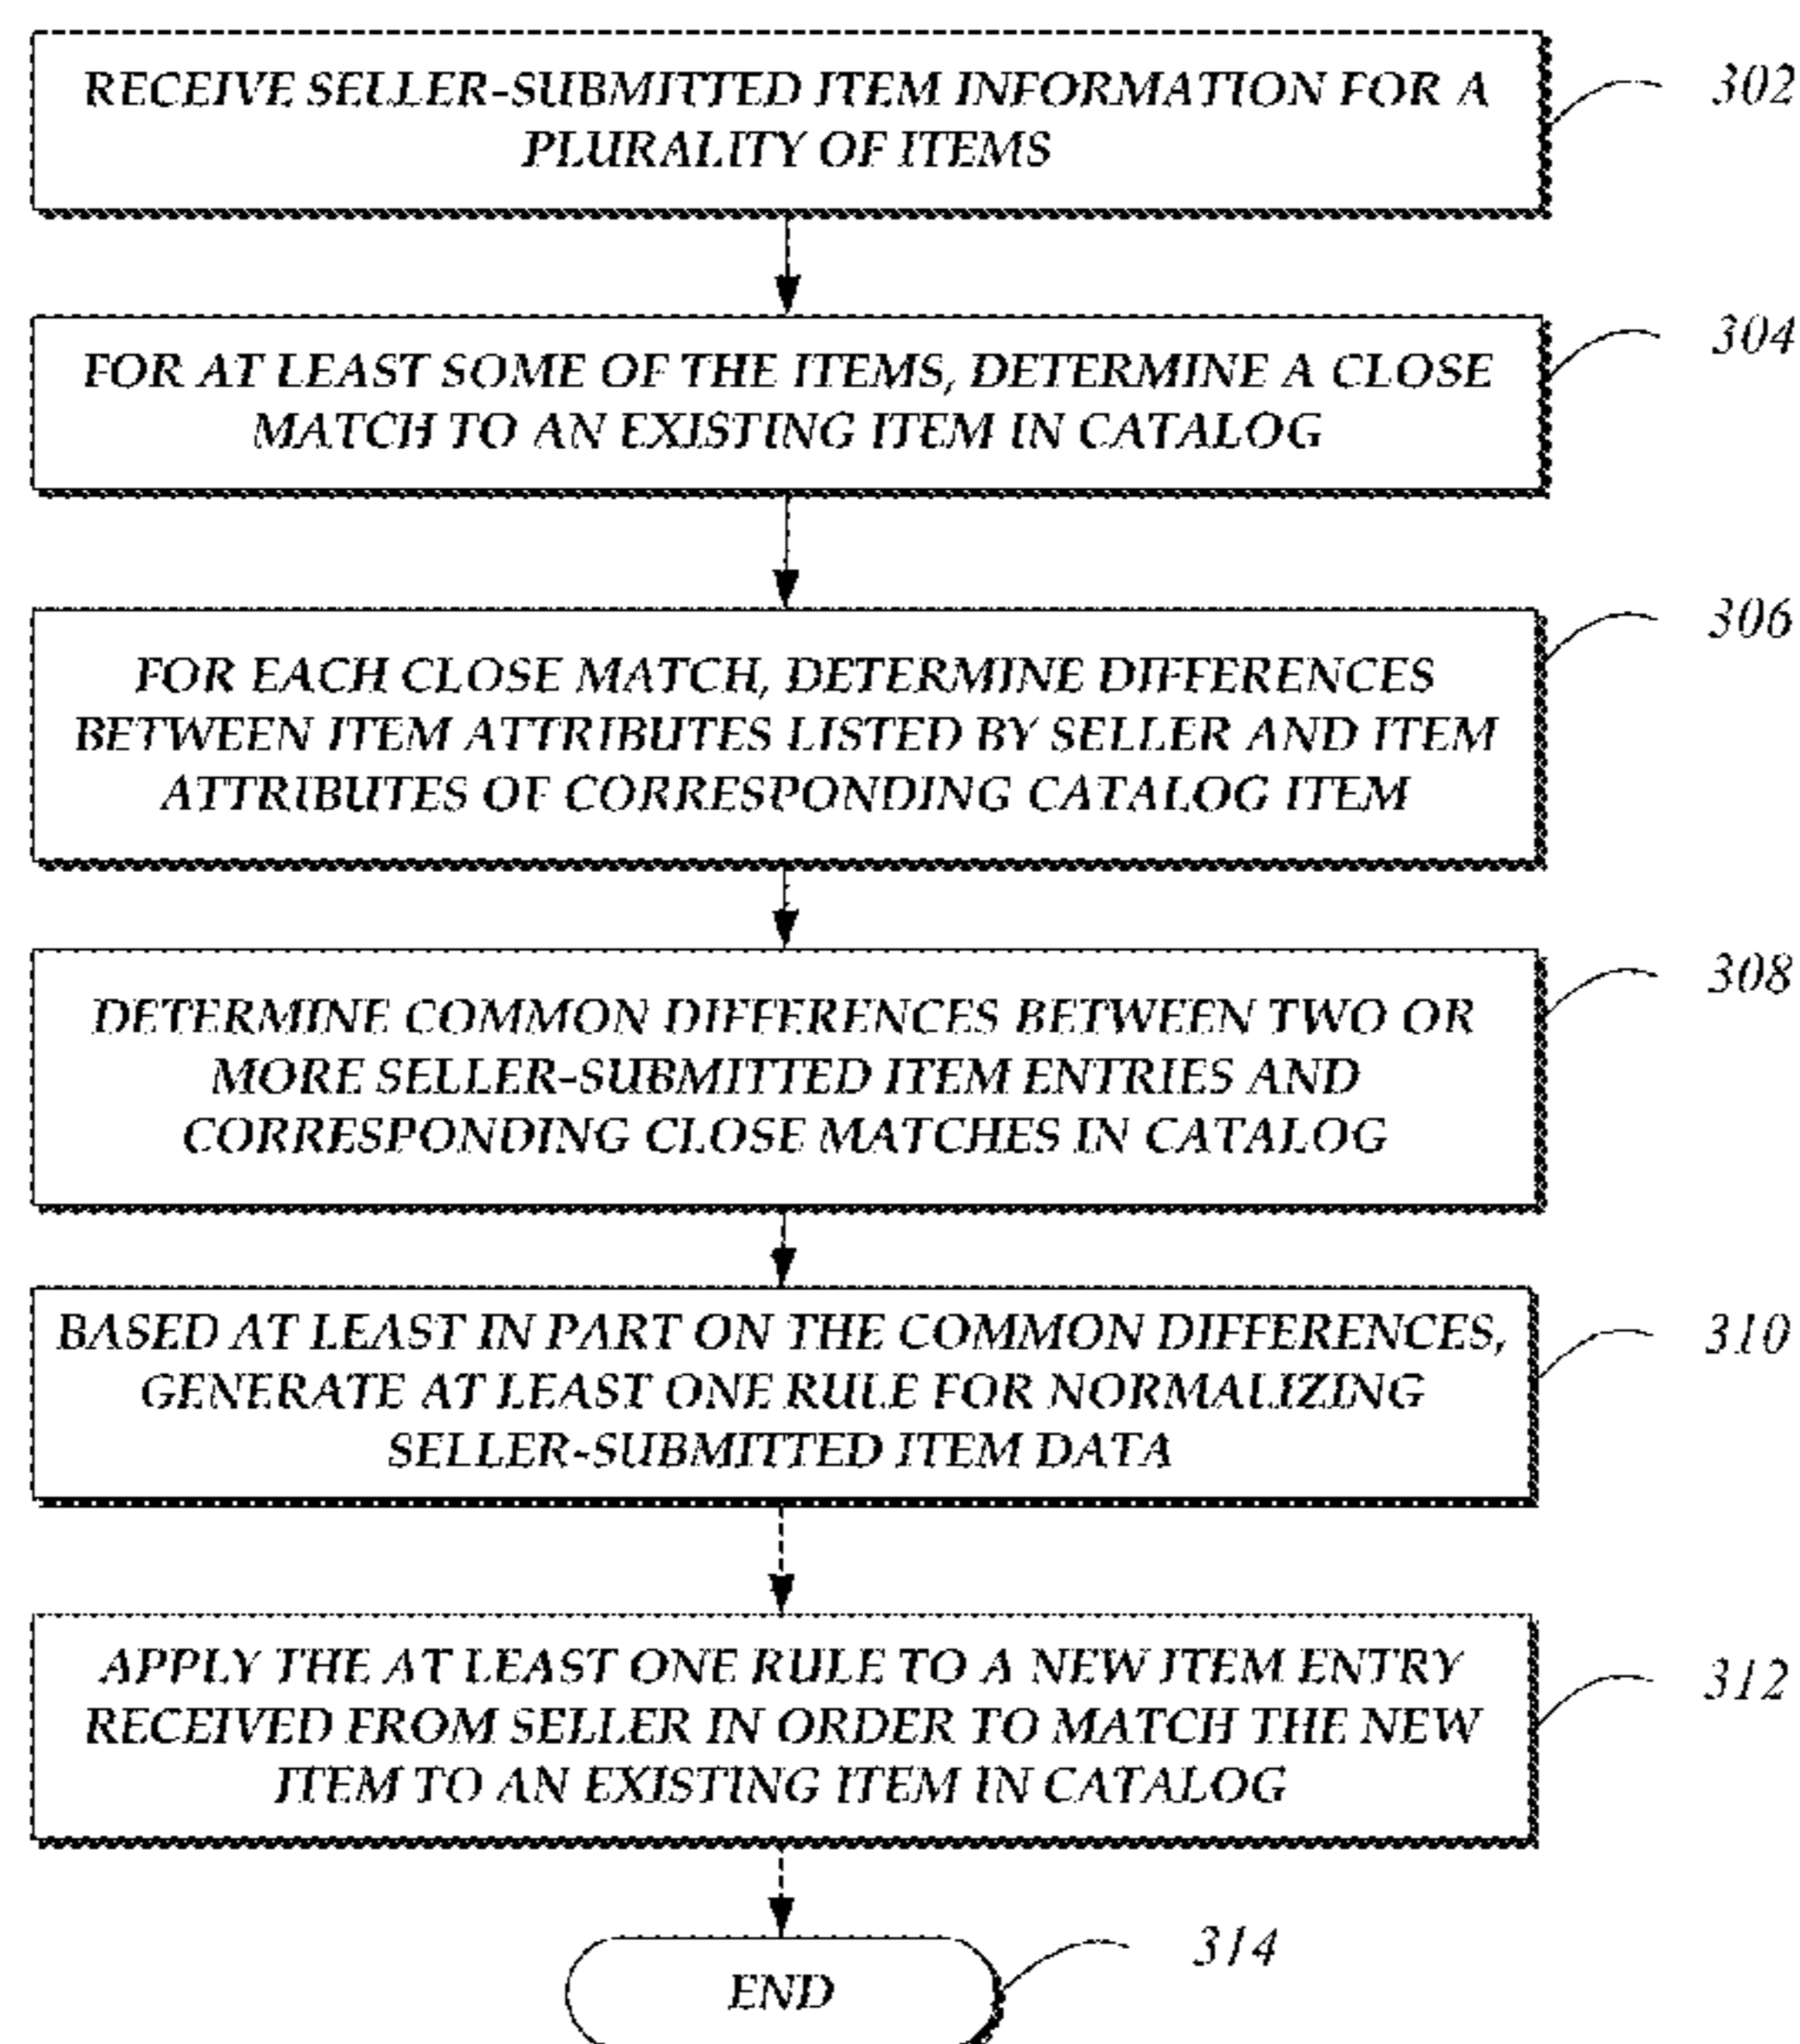 RECEIVE SELLER-SUBMITTED ITEM INFORMATION FOR A
PLURALITY OF ITEMS
302
FOR AT LEAST SOME OF THE ITEMS, DETERMINE A CLOSE
MATCH TO AN EXISTING ITEM IN CATALOG
304
FOR EACH CLOSE MATCH, DETERMINE DIFFERENCES
BETWEEN ITEM ATTRIBUTES LISTED BY SELLER AND ITEM
ATTRIBUTES OF CORRESPONDING CATALOG ITEM
306
DETERMINE COMMON DIFFERENCES BETWEEN TWO OR
MORE SELLER-SUBMITTED ITEM ENTRIES AND
CORRESPONDING CLOSE MATCHES IN CATALOG
308
BASED AT LEAST IN PART ON THE COMMON DIFFERENCES,
GENERATE AT LEAST ONE RULE FOR NORMALIZING
SELLER-SUBMITTED ITEM DATA
310
APPLY THE AT LEAST ONE RULE TO A NEW ITEM ENTRY
RECEIVED FROM SELLER IN ORDER TO MATCH THE NEW
ITEM TO AN EXISTING ITEM IN CATALOG
312
END
314